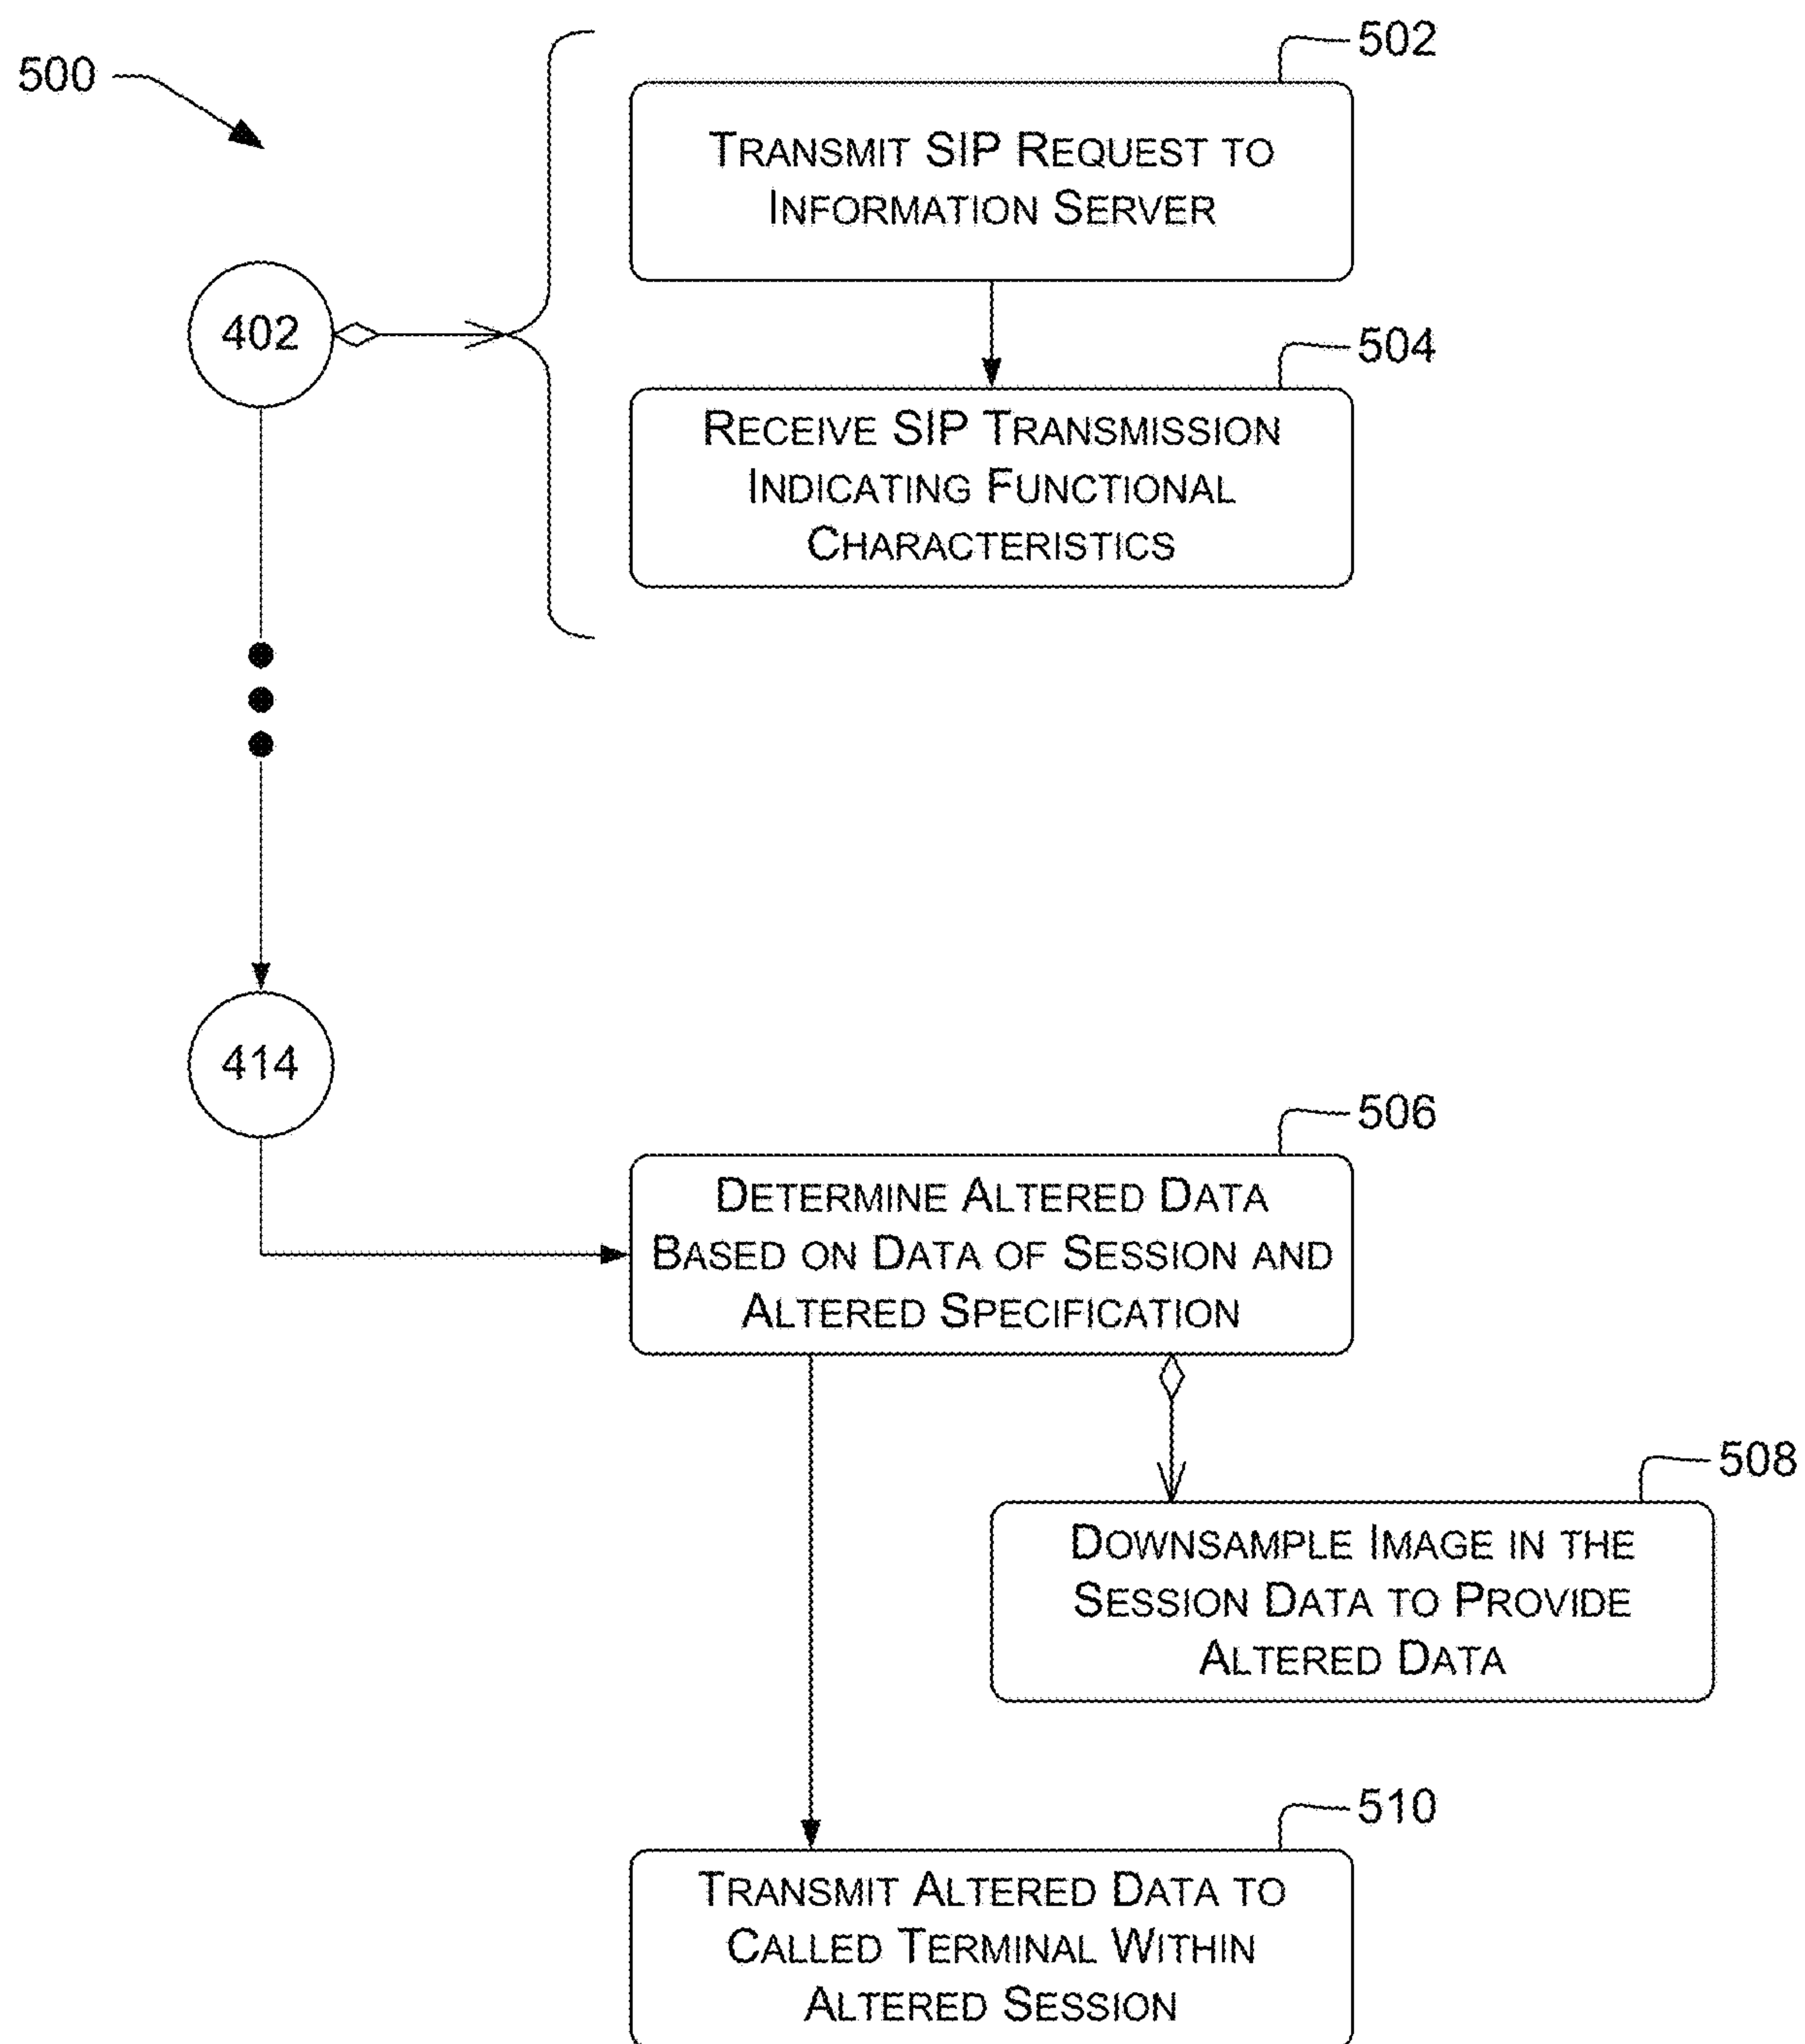 500
502
TRANSMIT SIP REQUEST TO
INFORMATION SERVER
402
504
RECEIVE SIP TRANSMISSION
INDICATING FUNCTIONAL
CHARACTERISTICS
414
506
DETERMINE ALTERED DATA
BASED ON DATA OF SESSION AND
ALTERED SPECIFICATION
508
DOWNSAMPLE IMAGE IN THE
SESSION DATA TO PROVIDE
ALTERED DATA
510
TRANSMIT ALTERED DATA TO
CALLED TERMINAL WITHIN
ALTERED SESSION